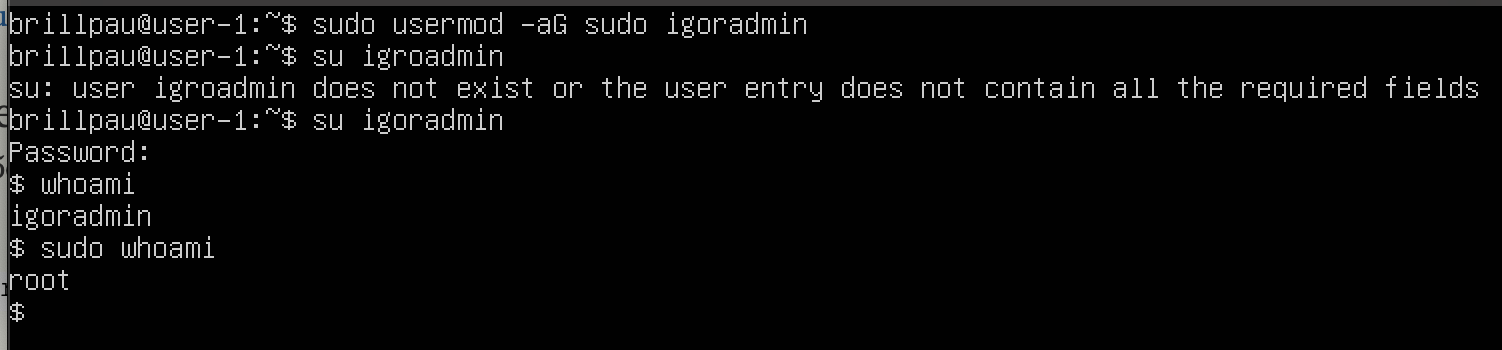 brillpau@user-1:~$ sudo usermod -aG sudo igoradmin
brillpau@user-1:~$ su igroadmin
su: user igroadmin does not exist or the user entry does not contain all the required fields
brillpau@user-1:~$ su igoradmin
Password:
$ whoami
igoradmin
$ sudo whoami
root
$